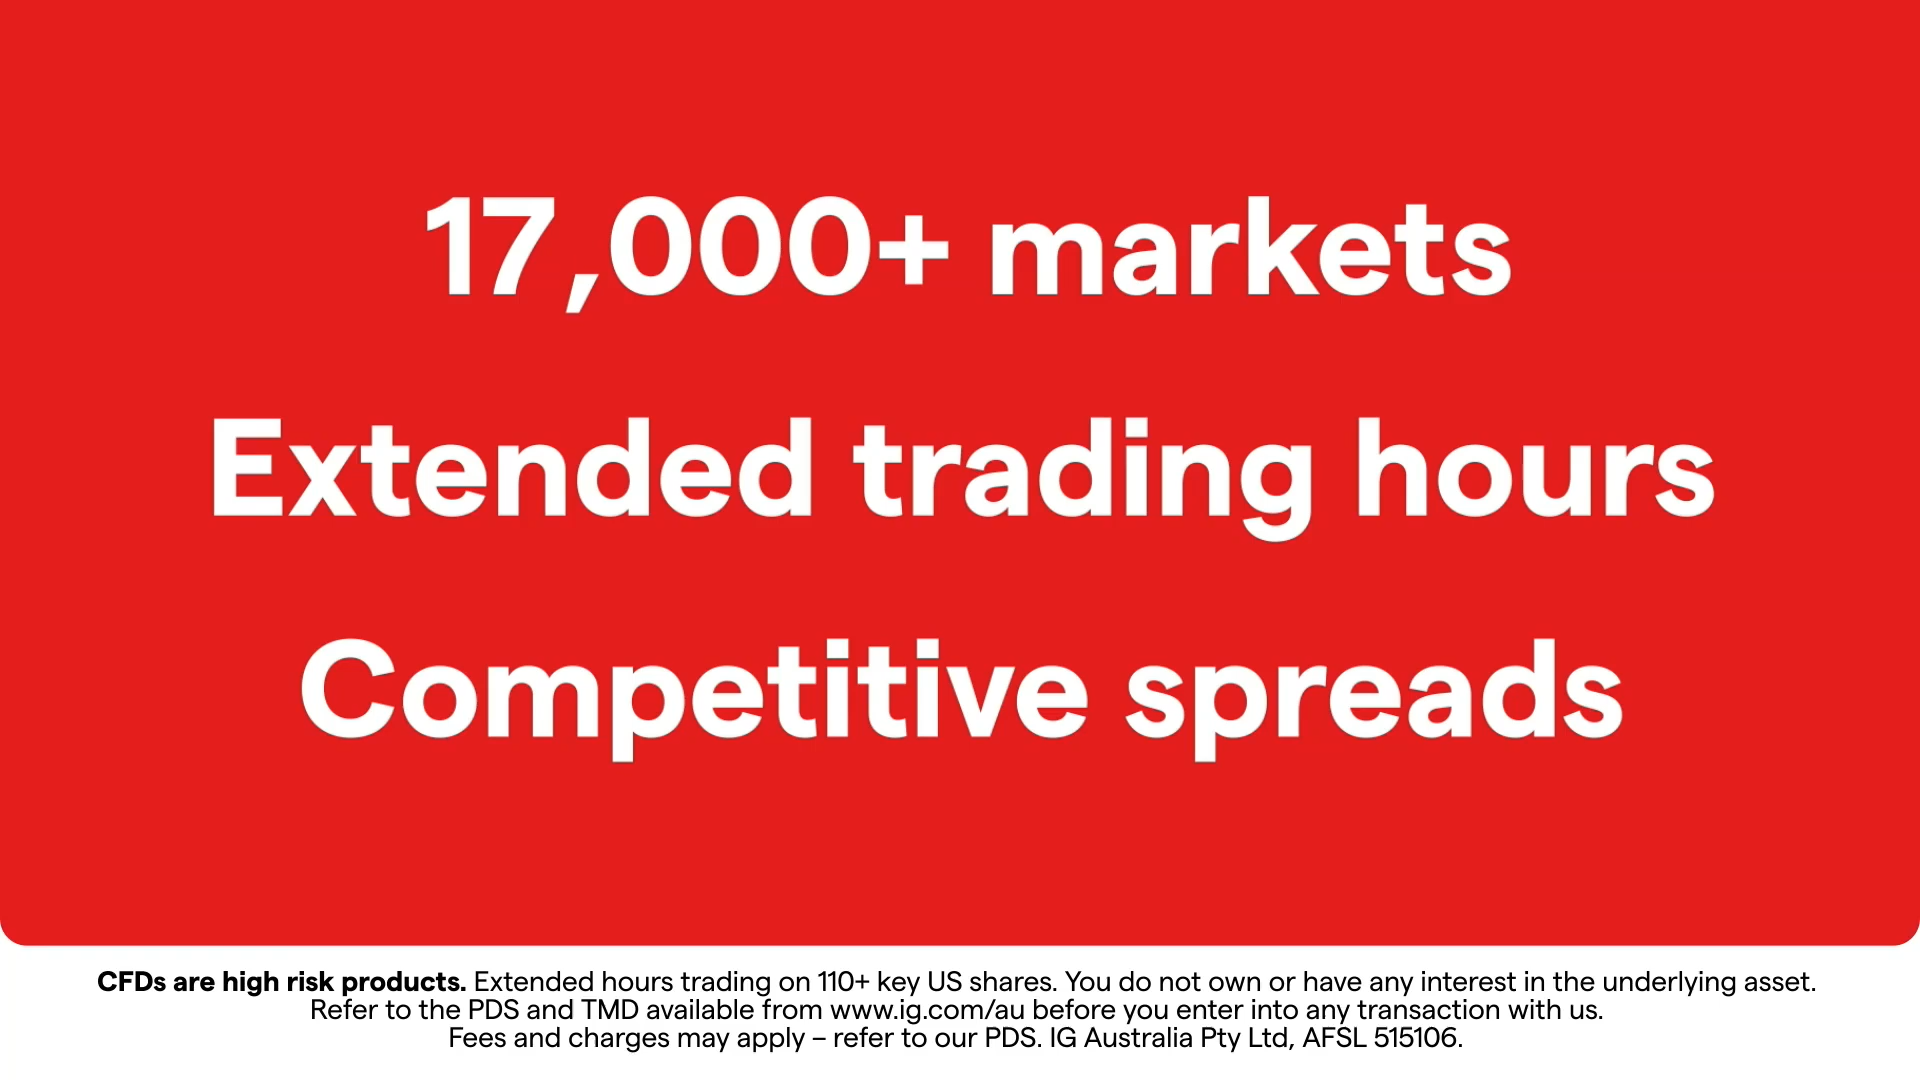 17,000+ markets
Extended trading hours
Competitive spreads
CFDs are high risk products. Extended hours trading on 110+ key US shares. You do not own or have any interest in the underlying asset.
Refer to the PDS and TMD available from www.ig.com/au before you enter into any transaction with us.
Fees and charges may apply – refer to our PDS. IG Australia Pty Ltd, AFSL 515106.